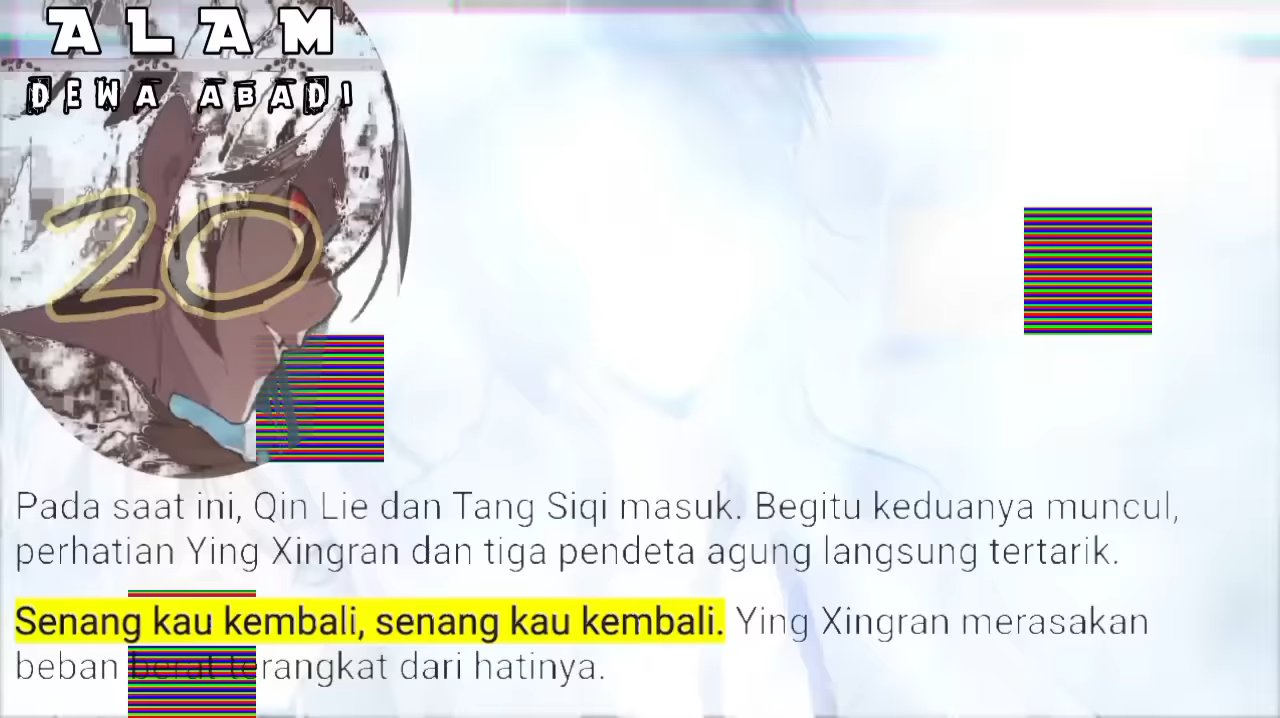 ALAM
DEWA ABADI
20
Pada saat ini, Qin Lie dan Tang Siqi masuk. Begitu keduanya muncul,
perhatian Ying Xingran dan tiga pendeta agung langsung tertarik.
Senang kau kembali, senang kau kembali. Ying Xingran merasakan
beban berat terangkat dari hatinya.